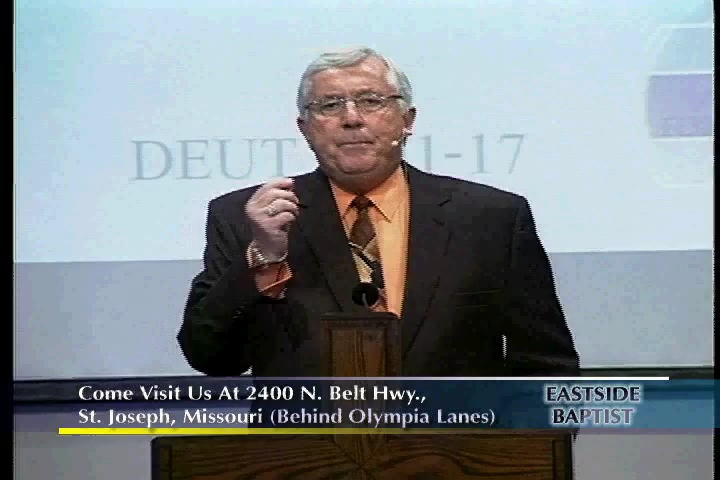 DEUT 1-17
Come Visit Us At 2400 N. Belt Hwy.,
St. Joseph, Missouri (Behind Olympia Lanes)
EASTSIDE
BAPTIST